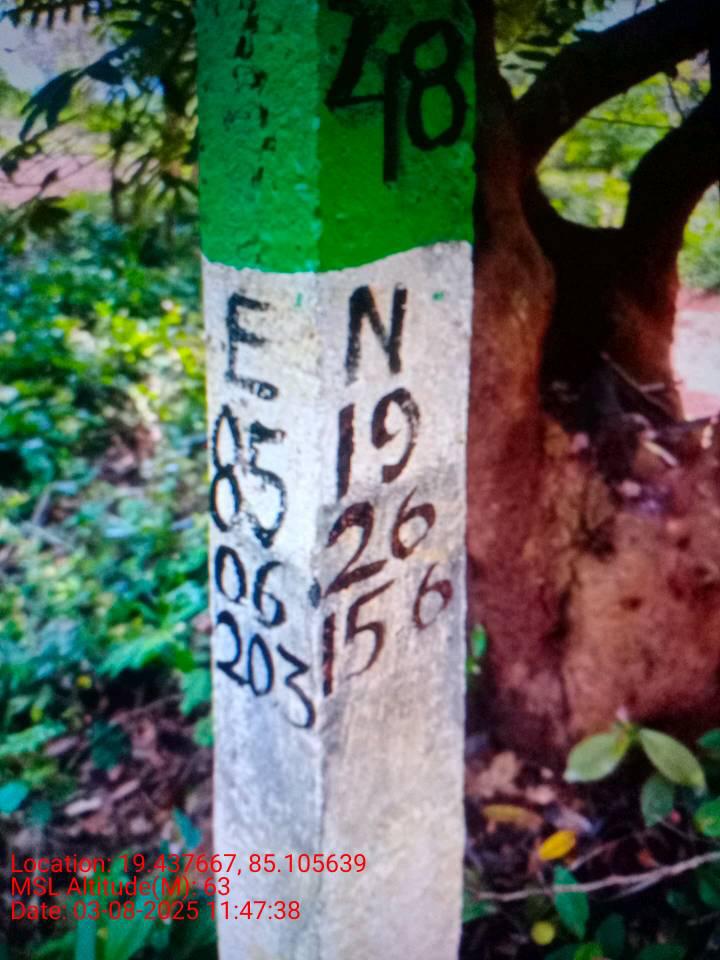 48
E
85
06
203
N
19
26
15 6
Location: 19.437667, 85.105639
MSL Altitude(M): 63
Date: 03-08-2025 11:47:38